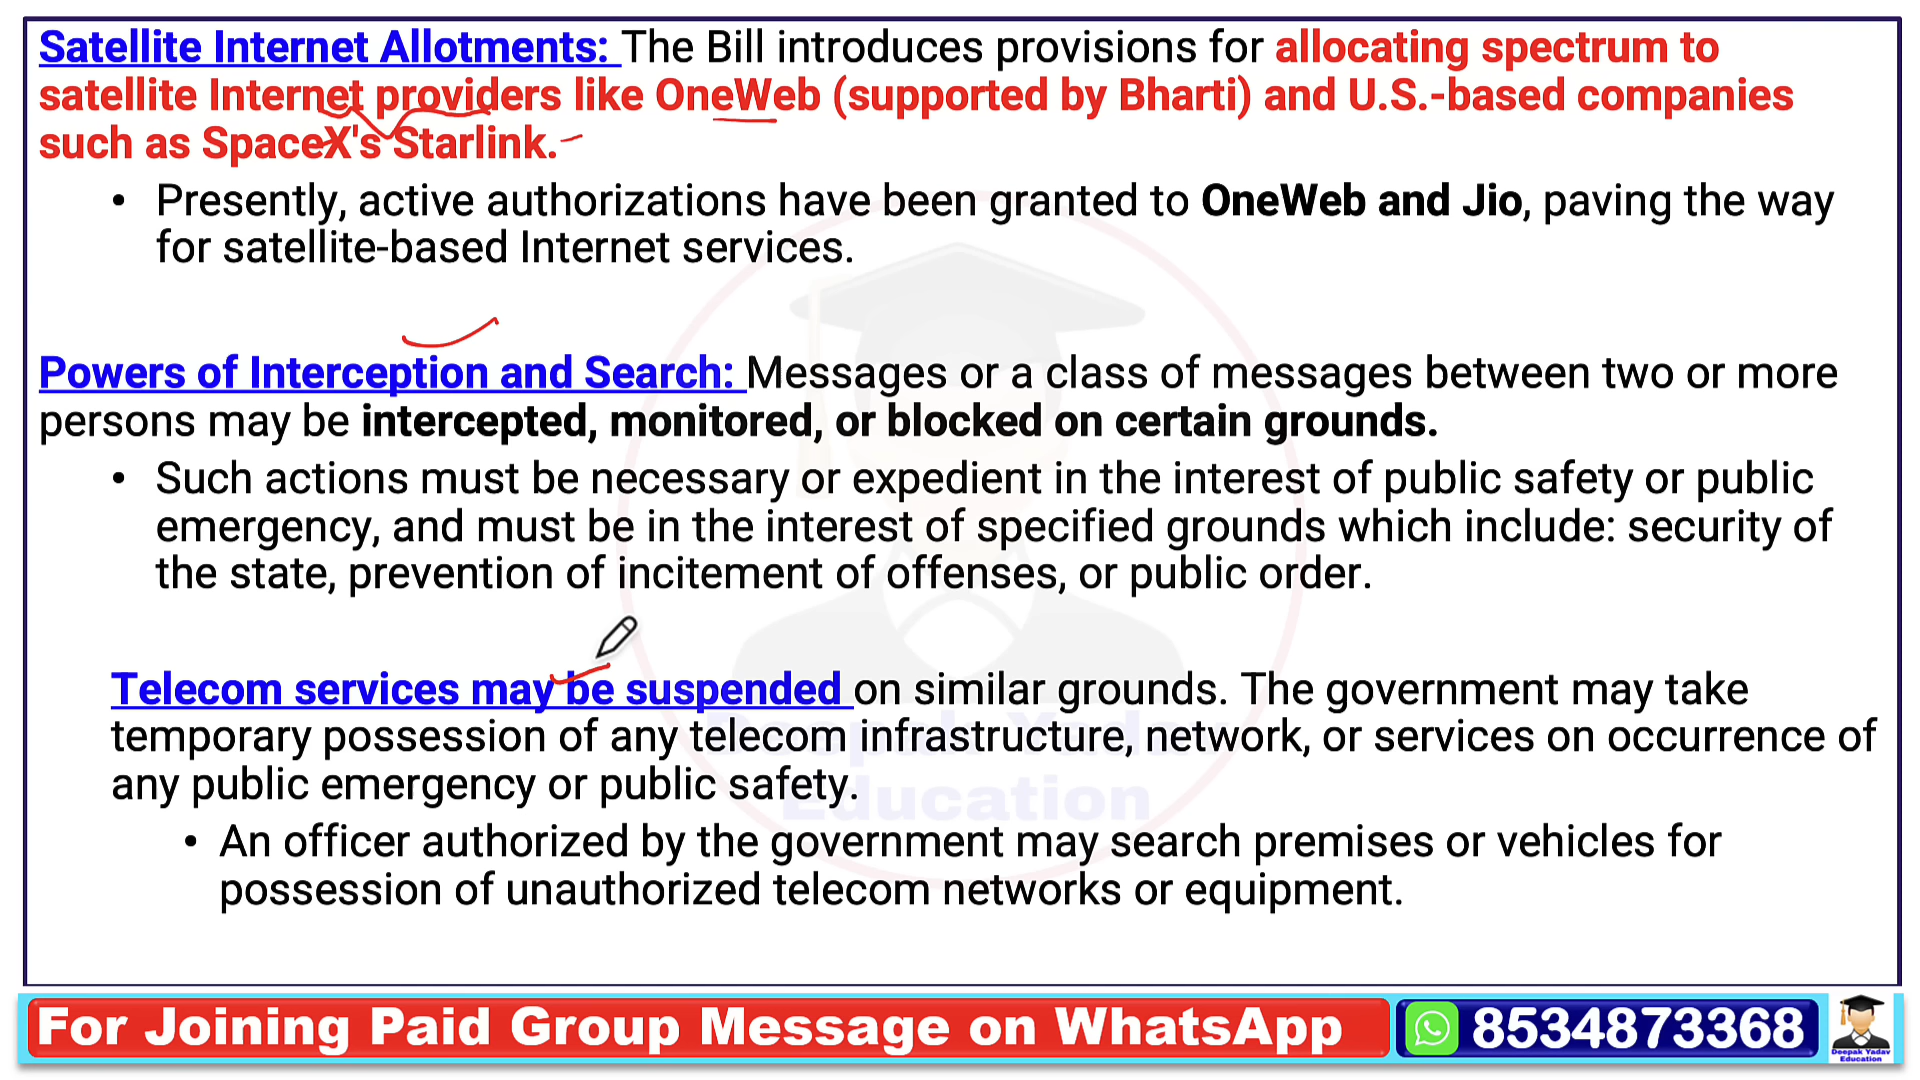 Satellite Internet Allotments: The Bill introduces provisions for allocating spectrum to
satellite Internet providers like OneWeb (supported by Bharti) and U.S.-based companies
such as SpaceX's Starlink.
• Presently, active authorizations have been granted to OneWeb and Jio, paving the way
for satellite-based Internet services.
Powers of Interception and Search: Messages or a class of messages between two or more
persons may be intercepted, monitored, or blocked on certain grounds.
• Such actions must be necessary or expedient in the interest of public safety or public
emergency, and must be in the interest of specified grounds which include: security of
the state, prevention of incitement of offenses, or public order.
Telecom services may be suspended on similar grounds. The government may take
temporary possession of any telecom infrastructure, network, or services on occurrence of
any public emergency or public safety.
• An officer authorized by the government may search premises or vehicles for
possession of unauthorized telecom networks or equipment.
Deepak Yadav
Education
For Joining Paid Group Message on WhatsApp
8534873368
Deepak Yadav
Education